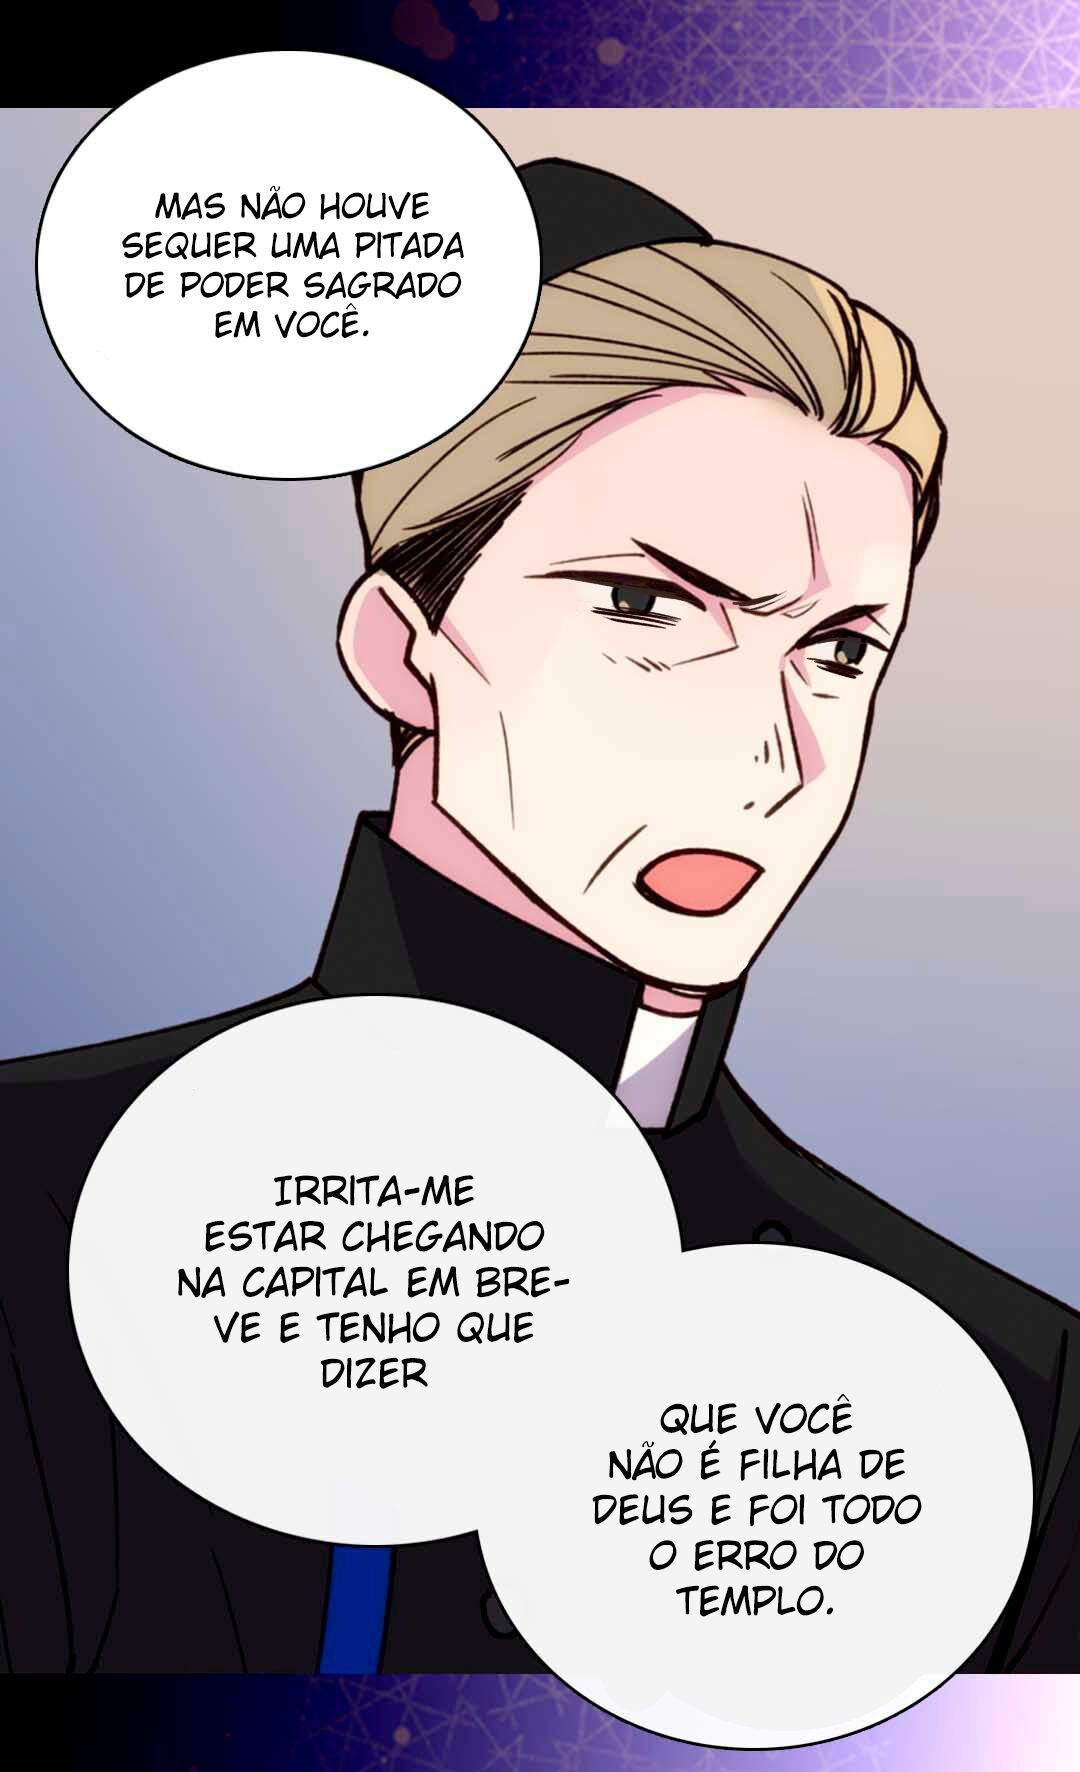 MAS NÃO HOUVE
SEQUER UMA PITADA
DE PODER SAGRADO
EM VOCÊ.
IRRITA-ME
ESTAR CHEGANDO
NA CAPITAL EM BRE-
VE E TENHO QUE
DIZER
QUE VOCÊ
NÃO É FILHA DE
DEUS E FOI TODO
O ERRO DO
TEMPLO.